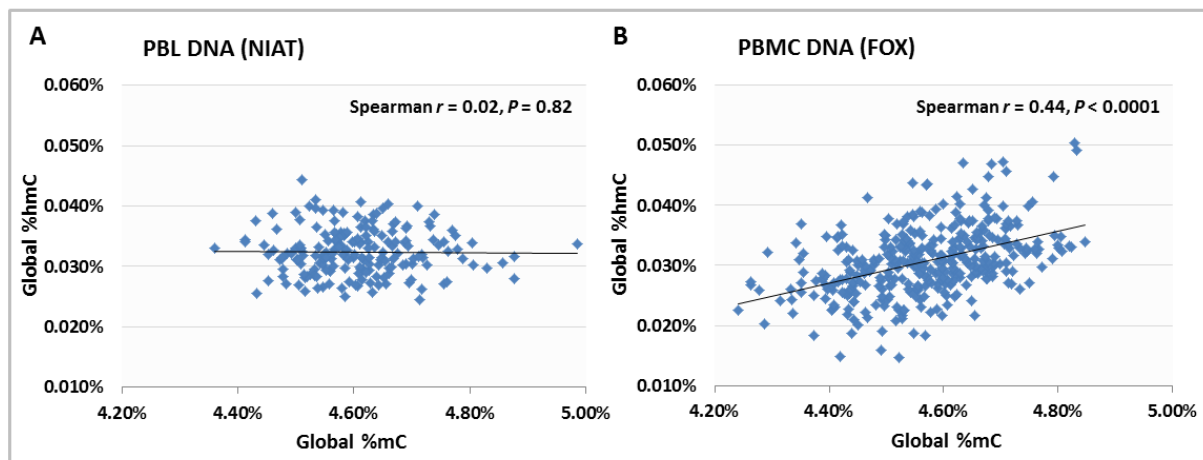 A
PBL DNA (NIAT)
Spearman r = 0.02, P = 0.82
Global %hmC
0.060%
0.050%
0.040%
0.030%
0.020%
0.010%
4.20%
4.40%
4.60%
4.80%
5.00%
Global %mC
B
PBMC DNA (FOX)
Spearman r = 0.44, P < 0.0001
Global %hmC
0.060%
0.050%
0.040%
0.030%
0.020%
0.010%
4.20%
4.40%
4.60%
4.80%
5.00%
Global %mC